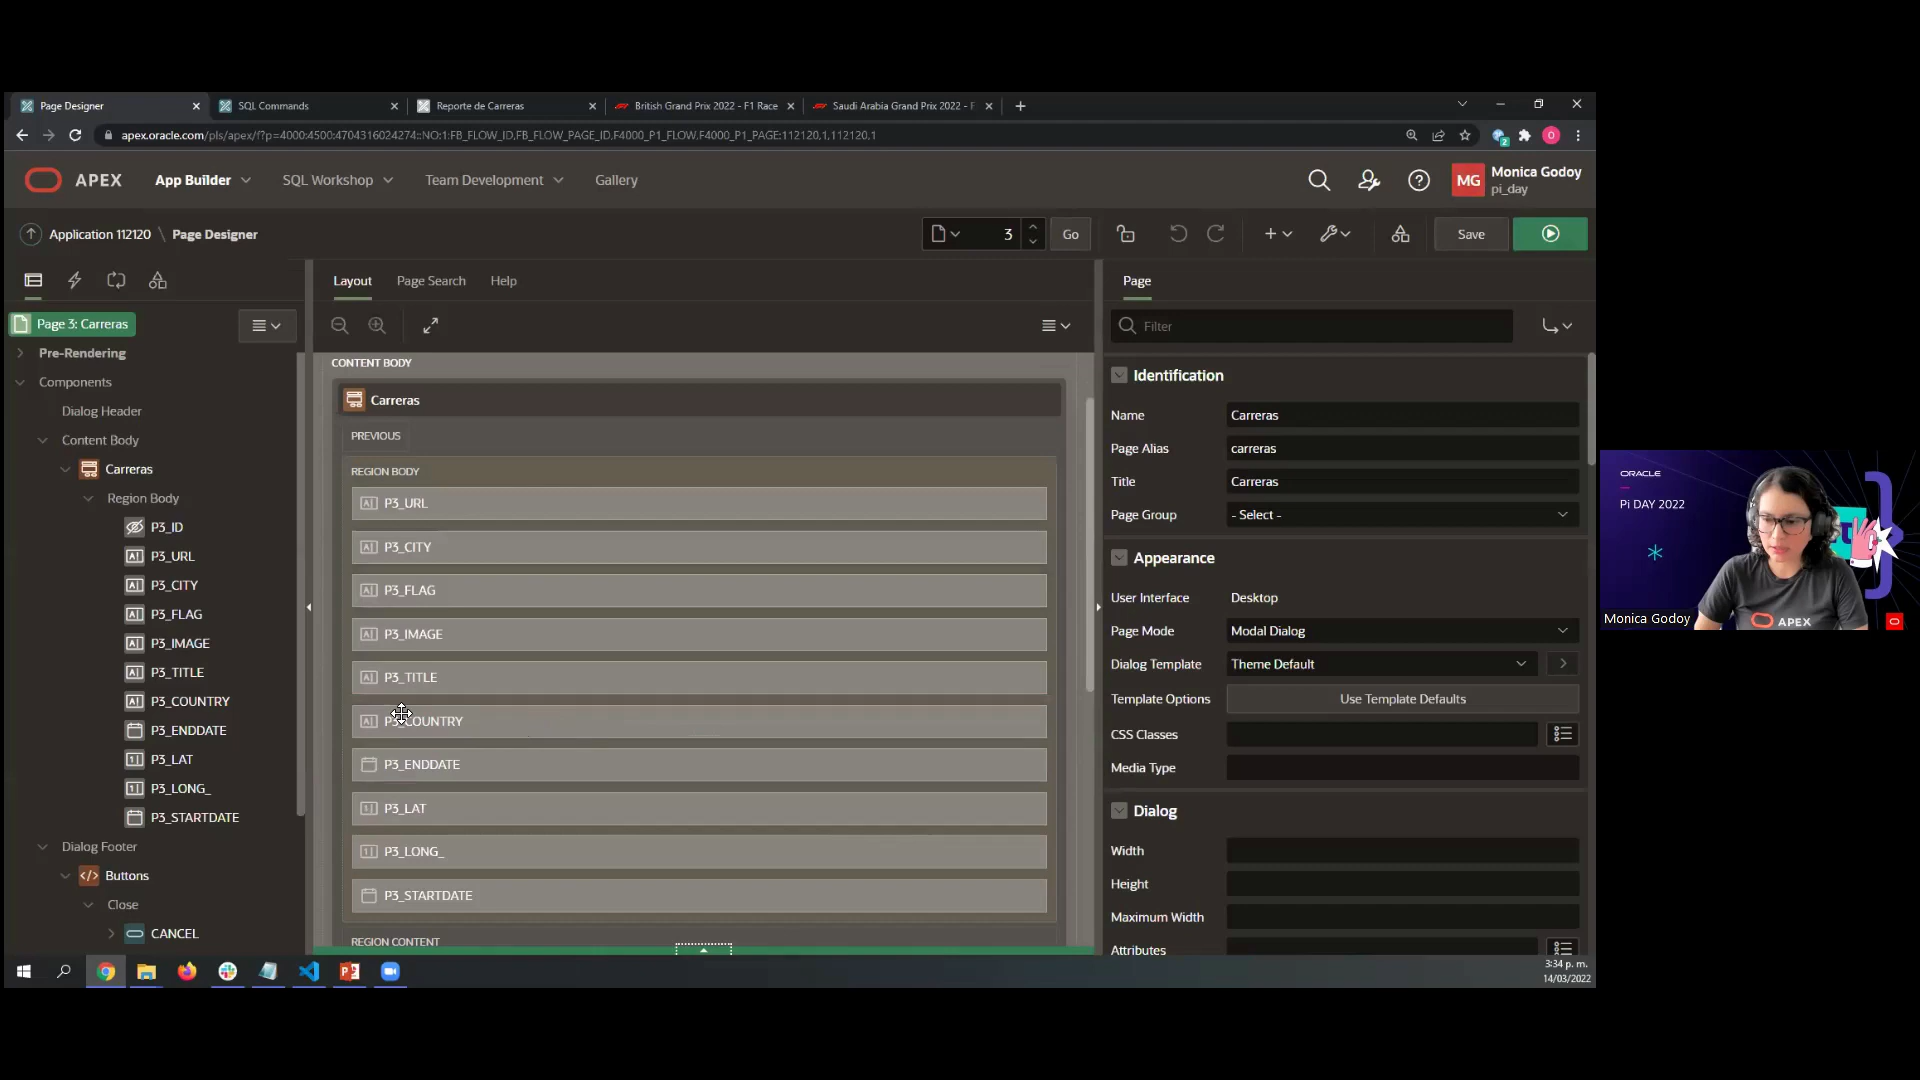 Page Designer
SQL Commands
Reporte de Carreras
British Grand Prix 2022 - F1 Race
Saudi Arabia Grand Prix 2022 - F
apex.oracle.com/pls/apex/f?p=4000:4500:4704316024274::NO:1:FB_FLOW_ID,FB_FLOW_PAGE_ID,F4000_P1_FLOW,F4000_P1_PAGE:112120,1,112120,1
2
O
APEX
App Builder
SQL Workshop
Team Development
Gallery
MG
Monica Godoy
pi_day
Application 112120 \ Page Designer
3
Go
Save
Page 3: Carreras
Pre-Rendering
Components
Dialog Header
Content Body
Carreras
Region Body
P3_ID
P3_URL
P3_CITY
P3_FLAG
P3_IMAGE
P3_TITLE
P3_COUNTRY
P3_ENDDATE
P3_LAT
P3_LONG_
P3_STARTDATE
Dialog Footer
Buttons
Close
CANCEL
Layout
Page Search
Help
CONTENT BODY
Carreras
PREVIOUS
REGION BODY
P3_URL
P3_CITY
P3_FLAG
P3_IMAGE
P3_TITLE
P3_COUNTRY
P3_ENDDATE
P3_LAT
P3_LONG_
P3_STARTDATE
REGION CONTENT
Page
Filter
Identification
Name Carreras
Page Alias carreras
Title Carreras
Page Group - Select -
Appearance
User Interface Desktop
Page Mode Modal Dialog
Dialog Template Theme Default
Template Options Use Template Defaults
CSS Classes
Media Type
Dialog
Width
Height
Maximum Width
Attributes
3:34 p. m.
14/03/2022
ORACLE
Pi DAY 2022
APEX
Monica Godoy